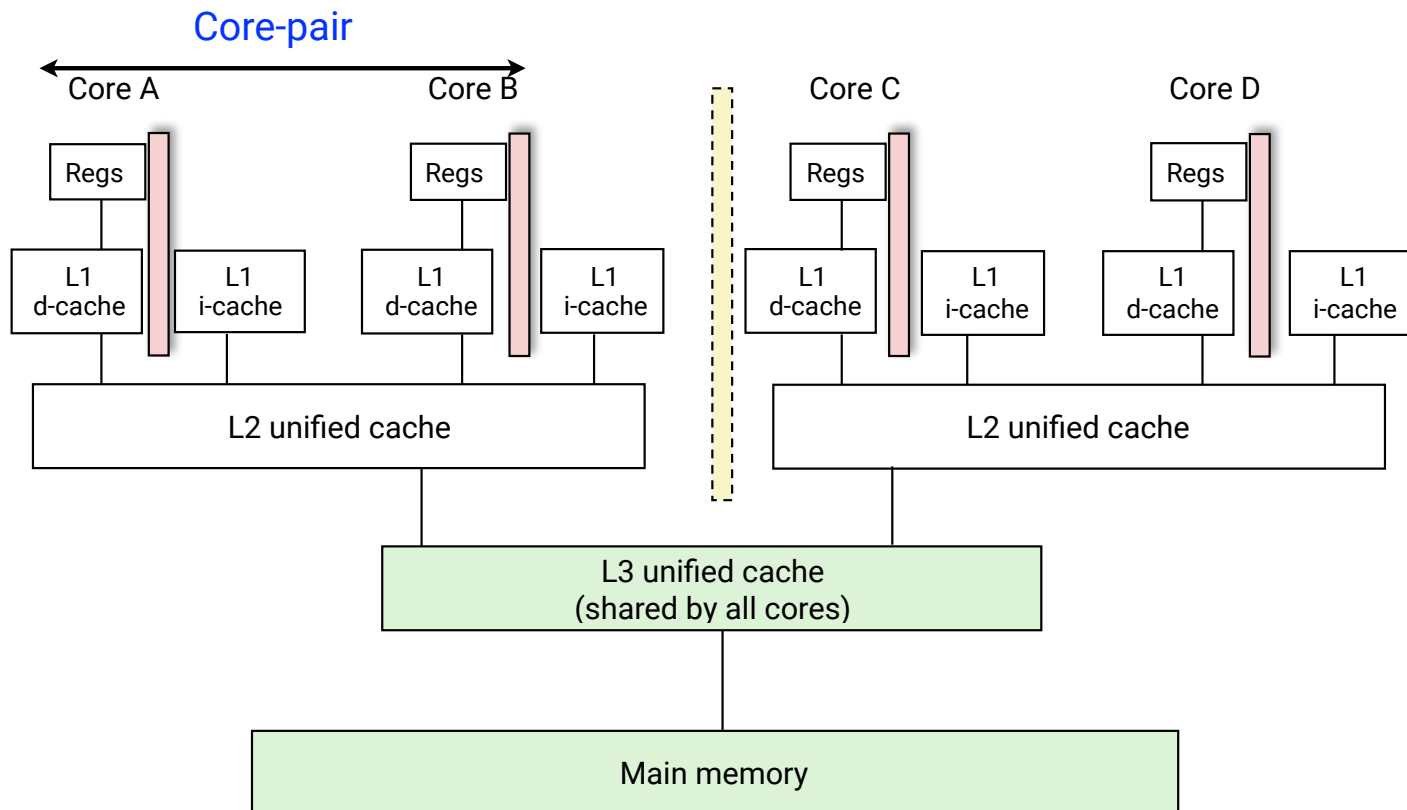 Core-pair
Core A
Core B
Core C
Core D
Regs
Regs
Regs
Regs
L1
d-cache
L1
i-cache
L1
d-cache
L1
i-cache
L1
d-cache
L1
i-cache
L1
d-cache
L1
i-cache
L2 unified cache
L2 unified cache
L3 unified cache
(shared by all cores)
Main memory